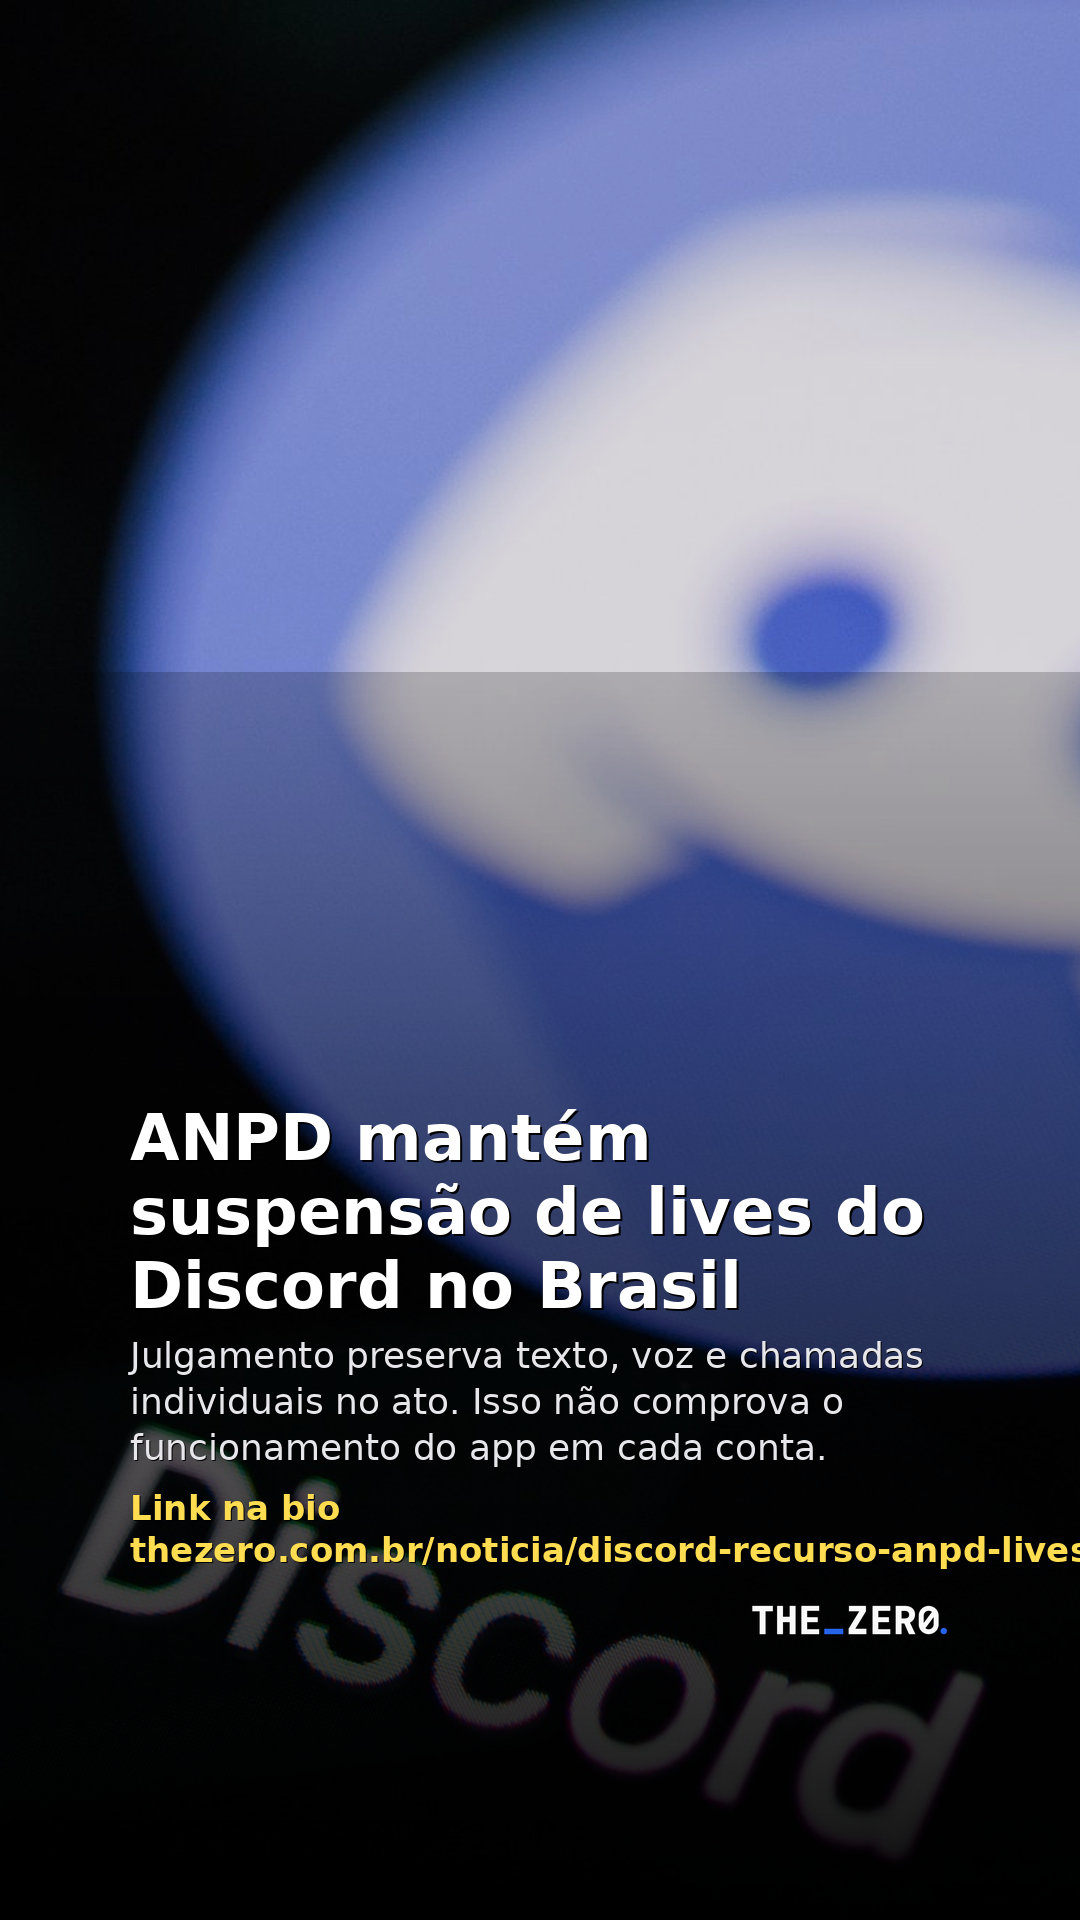 ANPD mantém
suspensão de lives do
Discord no Brasil
Julgamento preserva texto, voz e chamadas
individuais no ato. Isso não comprova o
funcionamento do app em cada conta.
Link na bio
thezero.com.br/noticia/discord-recurso-anpd-lives
THE_ZERO.
Discord